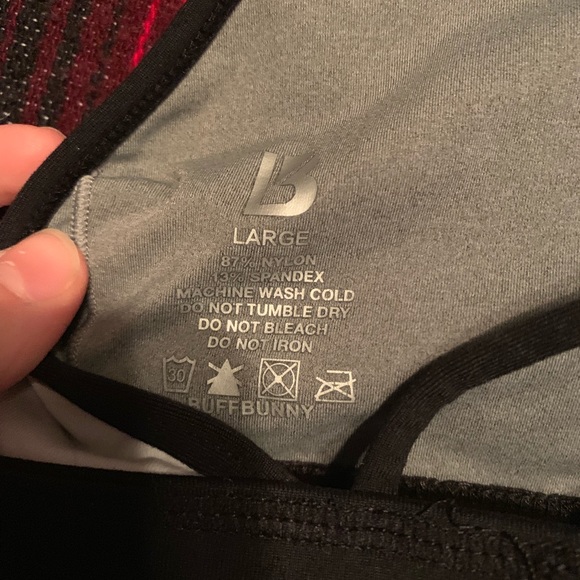 B
LARGE
87% NYLON
13% SPANDEX
MACHINE WASH COLD
DO NOT TUMBLE DRY
DO NOT BLEACH
DO NOT IRON
30
BUFFBUNNY